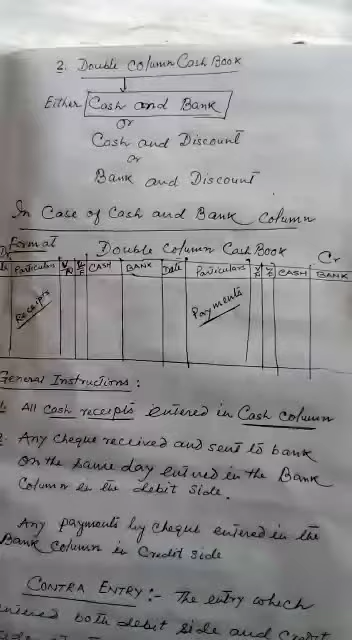 2. Double Column Cash Book
Either Cash and Bank
or
Cash and Discount
or
Bank and Discount
In Case of Cash and Bank Column
Format Double Column Cash Book Cr
Particulars CASH BANK Date Particulars CASH BANK
Receipts Payments
General Instructions :
1. All cash receipts entered in Cash column
2. Any cheque received and sent to bank
on the same day entered in the Bank
Column in the debit side.
Any payments by cheque entered in the
Bank column in Credit side
CONTRA ENTRY :- The entry which
entered both debit side and Credit